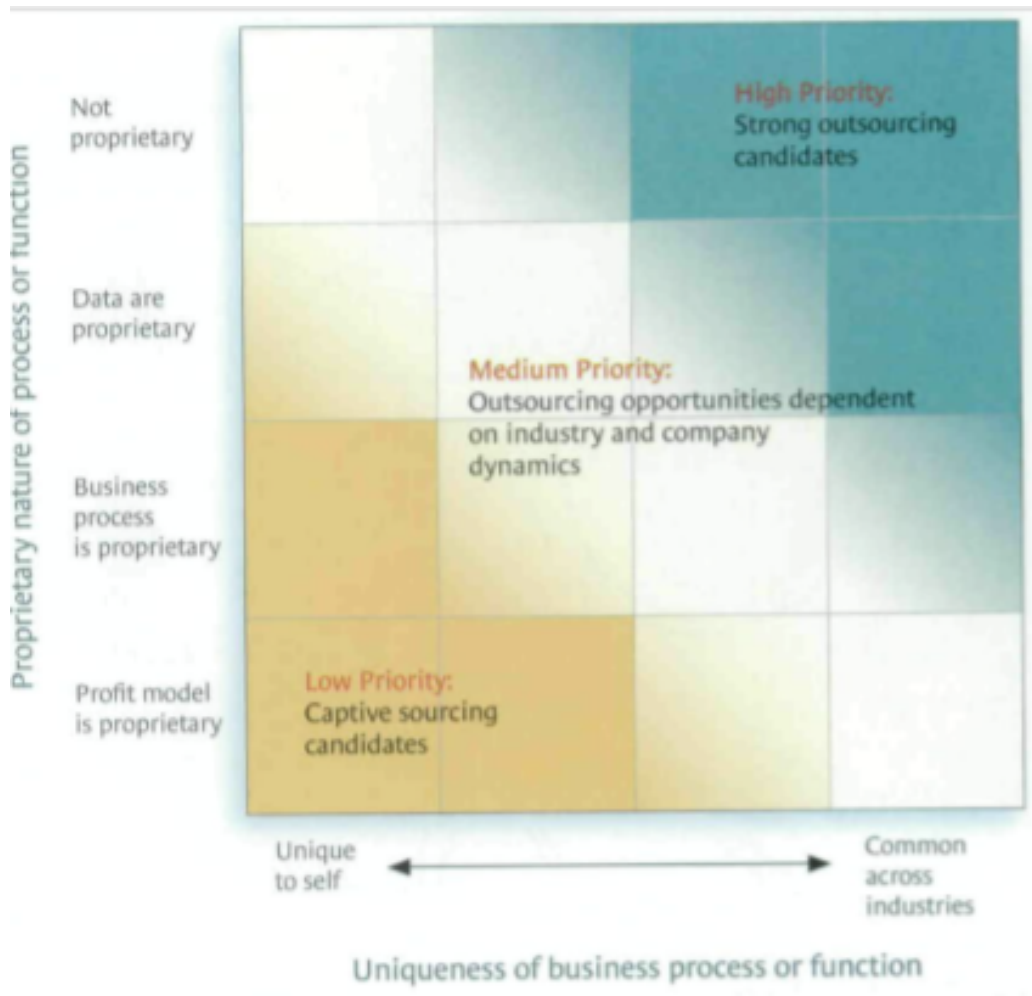 Proprietary nature of process or function
Not
proprietary
Data are
proprietary
Business
process
is proprietary
Profit model
is proprietary
High Priority:
Strong outsourcing
candidates
Medium Priority:
Outsourcing opportunities dependent
on industry and company
dynamics
Low Priority:
Captive sourcing
candidates
Unique
to self
Common
across
industries
Uniqueness of business process or function